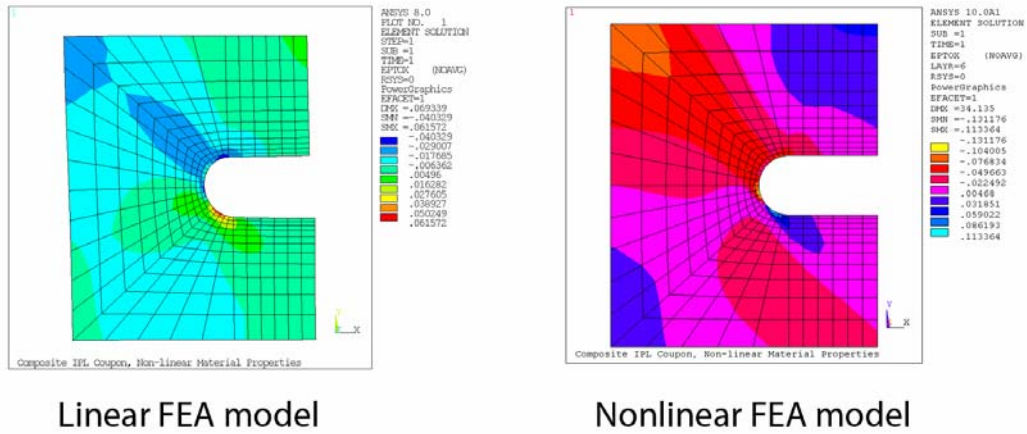 1
ANSYS 8.0
PLOT NO. 1
ELEMENT SOLUTION
STEP=1
SUB =1
TIME=1
EPTOX (NOAVG)
RSYS=0
PowerGraphics
EFACET=1
DMX =.069339
SMN =-.040329
SMX =.061572
-.040329
-.029007
-.017685
-.006362
.00496
.016282
.027605
.038927
.050249
.061572
Y
X
Composite IPL Coupon, Non-linear Material Properties
Linear FEA model
1
ANSYS 10.0A1
ELEMENT SOLUTION
SUB =1
TIME=1
EPTOX (NOAVG)
LAYR=6
RSYS=0
PowerGraphics
EFACET=1
DMX =34.135
SMN =-.131176
SMX =.113364
-.131176
-.104005
-.076834
-.049663
-.022492
.00468
.031851
.059022
.086193
.113364
Y
X
Composite IPL Coupon, Non-linear Material Properties
Nonlinear FEA model